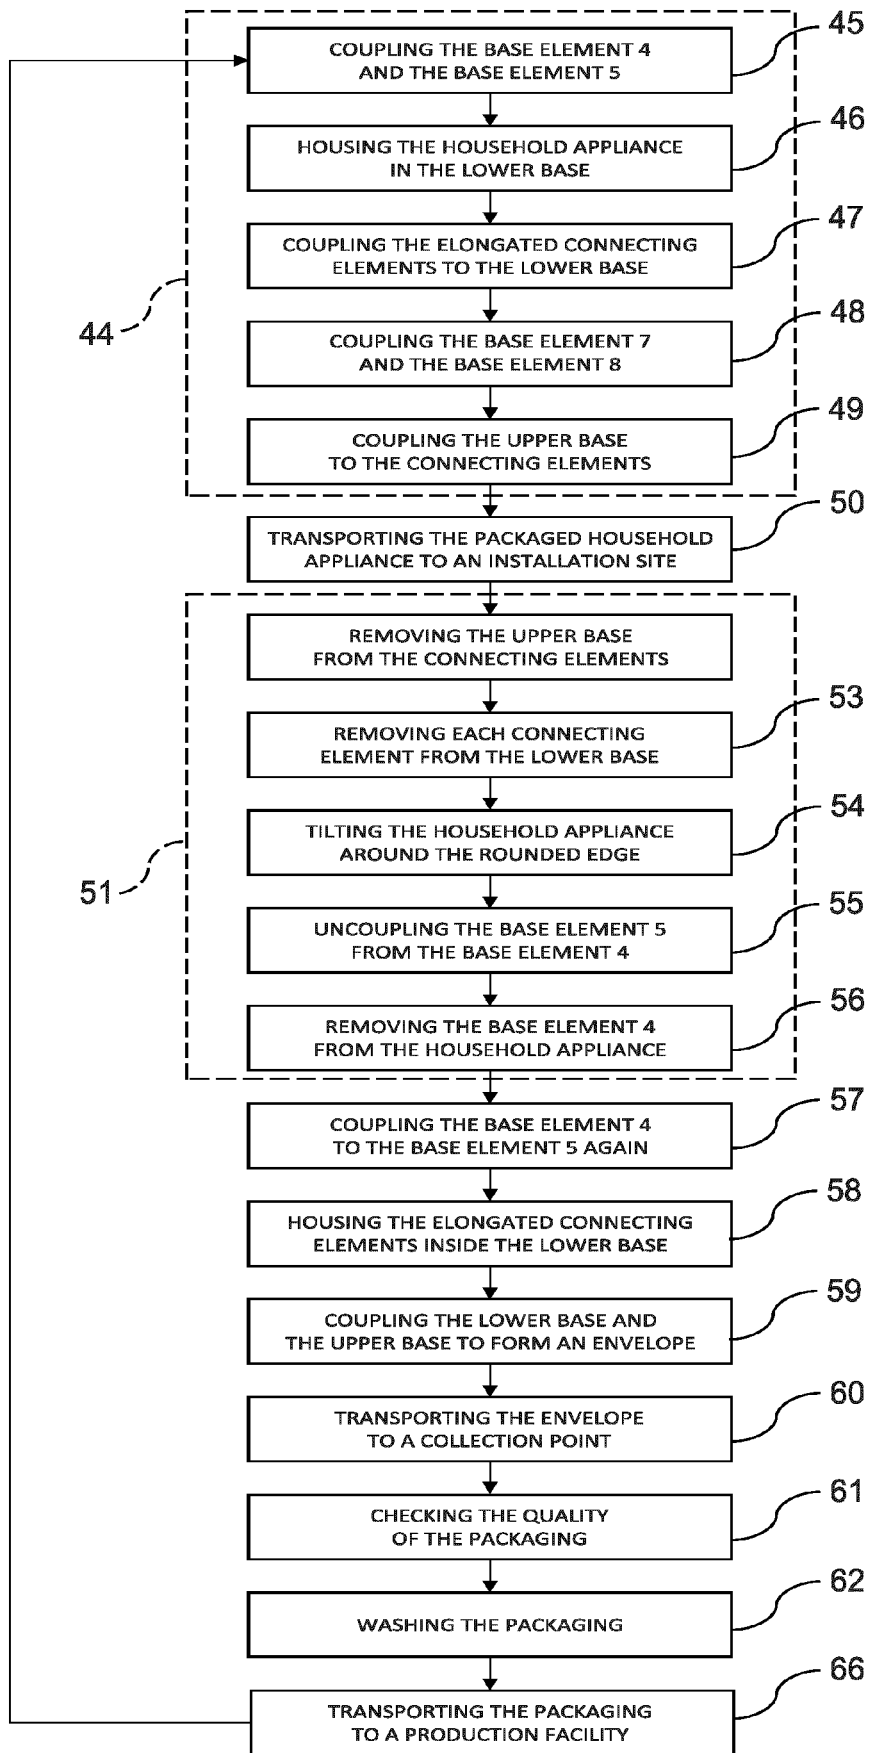 COUPLING THE BASE ELEMENT 4
AND THE BASE ELEMENT 5
45
HOUSING THE HOUSEHOLD APPLIANCE
IN THE LOWER BASE
46
COUPLING THE ELONGATED CONNECTING
ELEMENTS TO THE LOWER BASE
47
44
COUPLING THE BASE ELEMENT 7
AND THE BASE ELEMENT 8
48
COUPLING THE UPPER BASE
TO THE CONNECTING ELEMENTS
49
TRANSPORTING THE PACKAGED HOUSEHOLD
APPLIANCE TO AN INSTALLATION SITE
50
REMOVING THE UPPER BASE
FROM THE CONNECTING ELEMENTS
REMOVING EACH CONNECTING
ELEMENT FROM THE LOWER BASE
53
TILTING THE HOUSEHOLD APPLIANCE
AROUND THE ROUNDED EDGE
54
51
UNCOUPLING THE BASE ELEMENT 5
FROM THE BASE ELEMENT 4
55
REMOVING THE BASE ELEMENT 4
FROM THE HOUSEHOLD APPLIANCE
56
COUPLING THE BASE ELEMENT 4
TO THE BASE ELEMENT 5 AGAIN
57
HOUSING THE ELONGATED CONNECTING
ELEMENTS INSIDE THE LOWER BASE
58
COUPLING THE LOWER BASE AND
THE UPPER BASE TO FORM AN ENVELOPE
59
TRANSPORTING THE ENVELOPE
TO A COLLECTION POINT
60
CHECKING THE QUALITY
OF THE PACKAGING
61
WASHING THE PACKAGING
62
TRANSPORTING THE PACKAGING
TO A PRODUCTION FACILITY
66